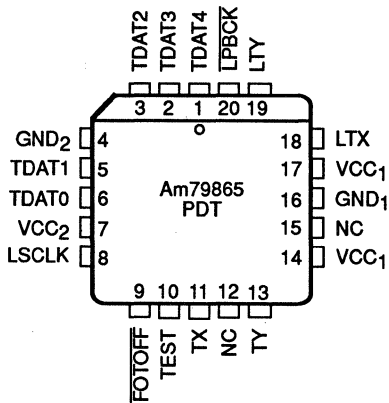 TDAT2 TDAT3 TDAT4 LPBCK LTY
3 2 1 20 19
GND2 4 18 LTX
TDAT1 5 17 VCC1
TDAT0 6 Am79865 16 GND1
PDT
VCC2 7 15 NC
LSCLK 8 14 VCC1
9 10 11 12 13
FOTOFF TEST TX NC TY